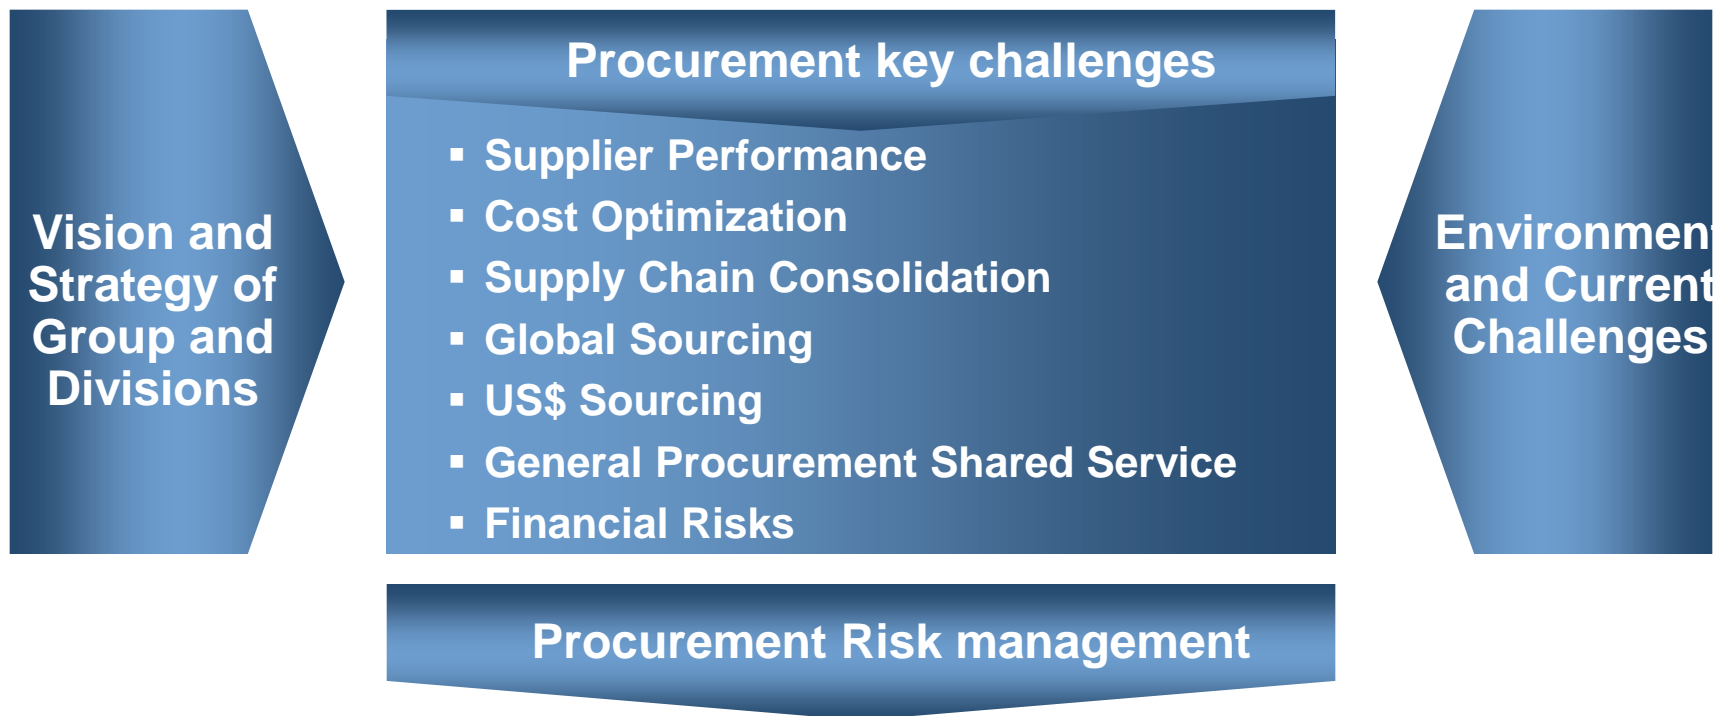 Procurement key challenges
Vision and
Strategy of
Group and
Divisions
▪ Supplier Performance
▪ Cost Optimization
▪ Supply Chain Consolidation
▪ Global Sourcing
▪ US$ Sourcing
▪ General Procurement Shared Service
▪ Financial Risks
Environment
and Current
Challenges
Procurement Risk management